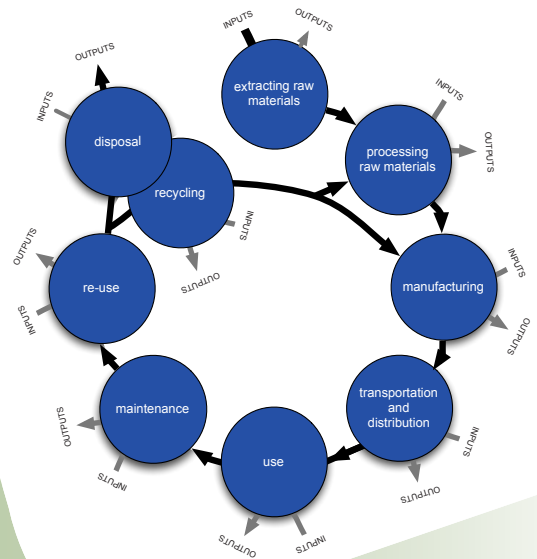 INPUTS
OUTPUTS
extracting raw
materials
INPUTS
OUTPUTS
processing
raw materials
INPUTS
OUTPUTS
manufacturing
INPUTS
OUTPUTS
transportation
and
distribution
INPUTS
OUTPUTS
use
INPUTS
OUTPUTS
maintenance
INPUTS
OUTPUTS
re-use
INPUTS
OUTPUTS
recycling
INPUTS
OUTPUTS
disposal